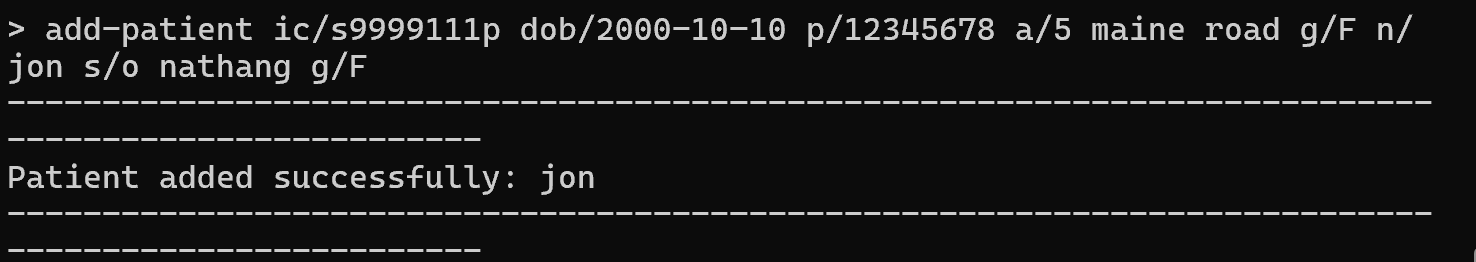 > add-patient ic/s9999111p dob/2000-10-10 p/12345678 a/5 maine road g/F n/
jon s/o nathang g/F
---------------------------------------------------------------------------
-------------------------
Patient added successfully: jon
---------------------------------------------------------------------------
-------------------------